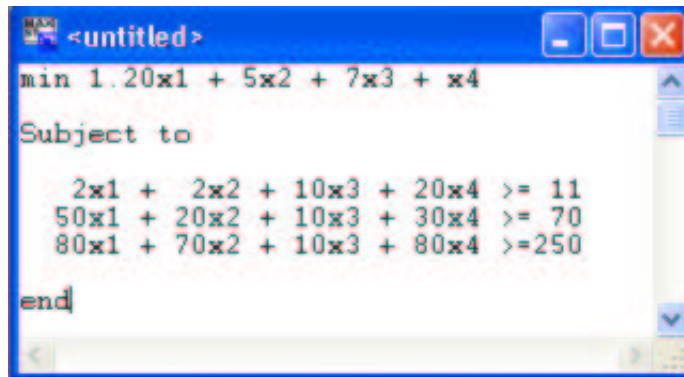 <untitled>
min 1.20x1 + 5x2 + 7x3 + x4
Subject to
2x1 + 2x2 + 10x3 + 20x4 >= 11
50x1 + 20x2 + 10x3 + 30x4 >= 70
80x1 + 70x2 + 10x3 + 80x4 >=250
end